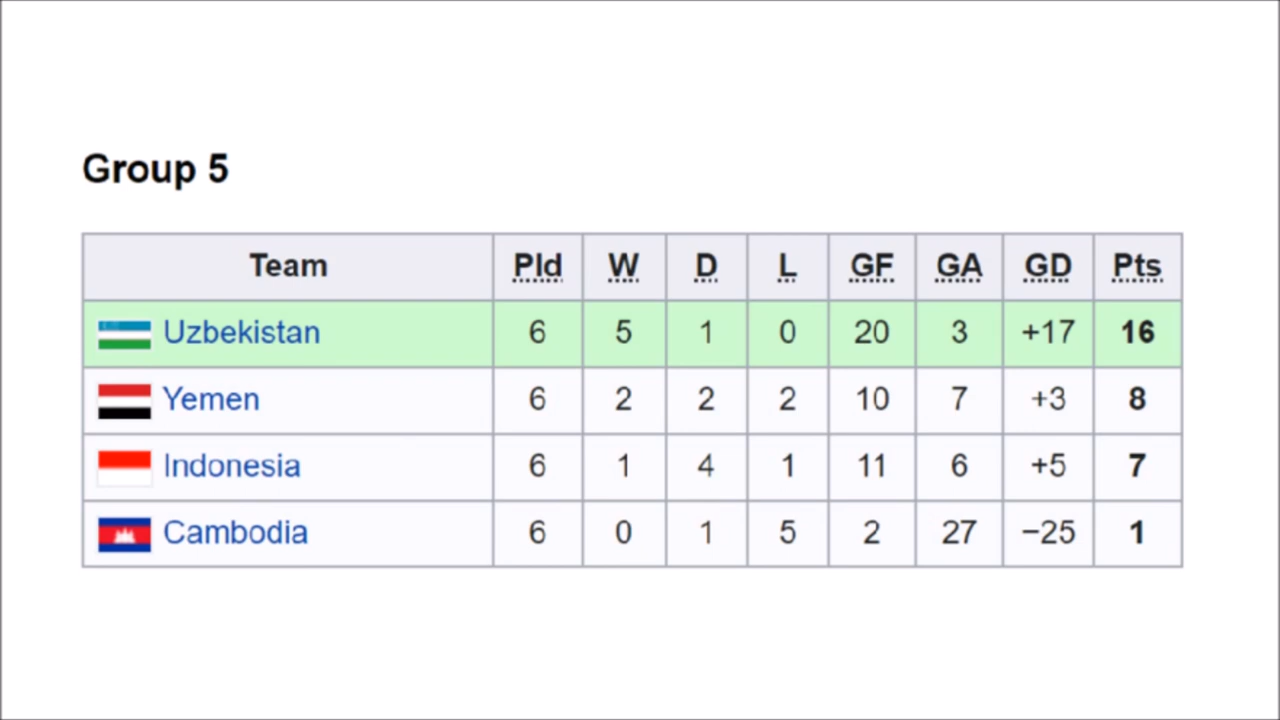 Group 5
Team Pld W D L GF GA GD Pts
Uzbekistan 6 5 1 0 20 3 +17 16
Yemen 6 2 2 2 10 7 +3 8
Indonesia 6 1 4 1 11 6 +5 7
Cambodia 6 0 1 5 2 27 −25 1